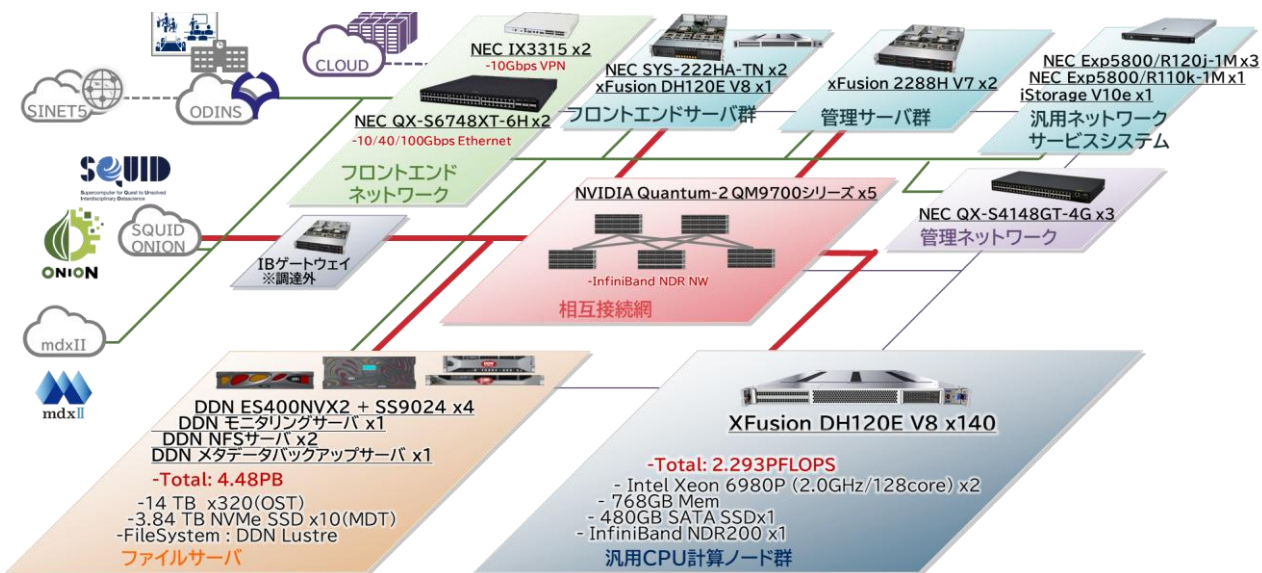 SINET5
ODINS
CLOUD
NEC IX3315 x2
-10Gbps VPN
NEC QX-S6748XT-6H x2
-10/40/100Gbps Ethernet
フロントエンド
ネットワーク
NEC SYS-222HA-TN x2
xFusion DH120E V8 x1
フロントエンドサーバ群
xFusion 2288H V7 x2
管理サーバ群
NEC Exp5800/R120j-1M x3
NEC Exp5800/R110k-1M x1
iStorage V10e x1
汎用ネットワーク
サービスシステム
SQUID
Supercomputer for Quest to Unsolved
Interdisciplinary Datascience
ONION
SQUID
ONION
IBゲートウェイ
※調達外
NVIDIA Quantum-2 QM9700シリーズ x5
-InfiniBand NDR NW
相互接続網
NEC QX-S4148GT-4G x3
管理ネットワーク
mdxII
mdxII
DDN ES400NVX2 + SS9024 x4
DDN モニタリングサーバ x1
DDN NFSサーバ x2
DDN メタデータバックアップサーバ x1
-Total: 4.48PB
-14 TB x320(OST)
-3.84 TB NVMe SSD x10(MDT)
-FileSystem : DDN Lustre
ファイルサーバ
XFusion DH120E V8 x140
-Total: 2.293PFLOPS
- Intel Xeon 6980P (2.0GHz/128core) x2
- 768GB Mem
- 480GB SATA SSDx1
- InfiniBand NDR200 x1
汎用CPU計算ノード群